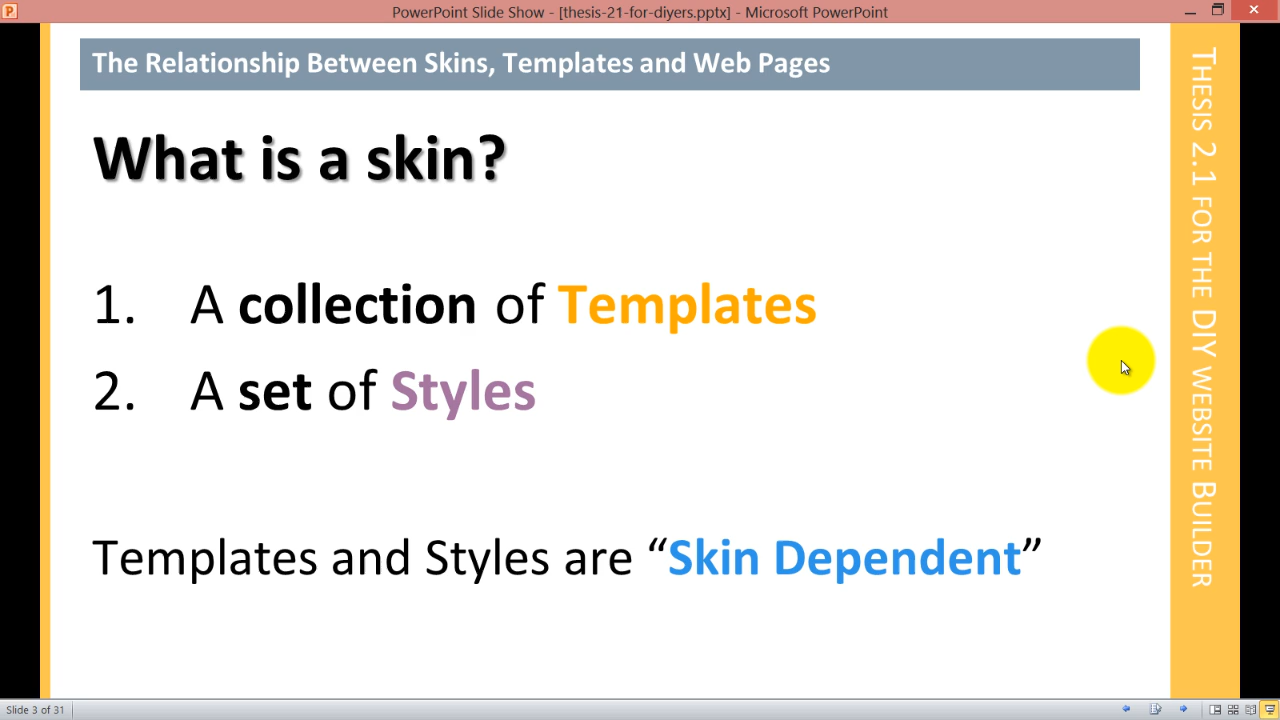 PowerPoint Slide Show - [thesis-21-for-diyers.pptx] - Microsoft PowerPoint
The Relationship Between Skins, Templates and Web Pages
What is a skin?
1. A collection of Templates
2. A set of Styles
Templates and Styles are “Skin Dependent”
THESIS 2.1 FOR THE DIY WEBSITE BUILDER
Slide 3 of 31